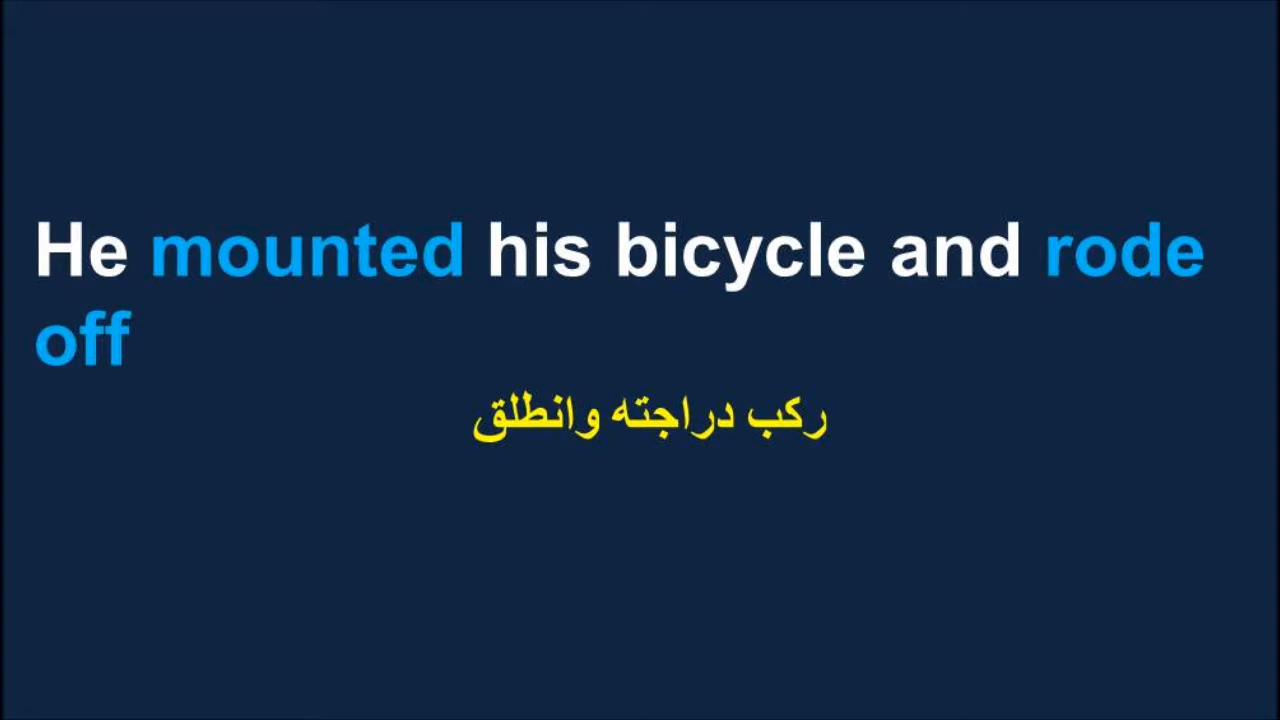 He mounted his bicycle and rode
off
ركب دراجته وانطلق